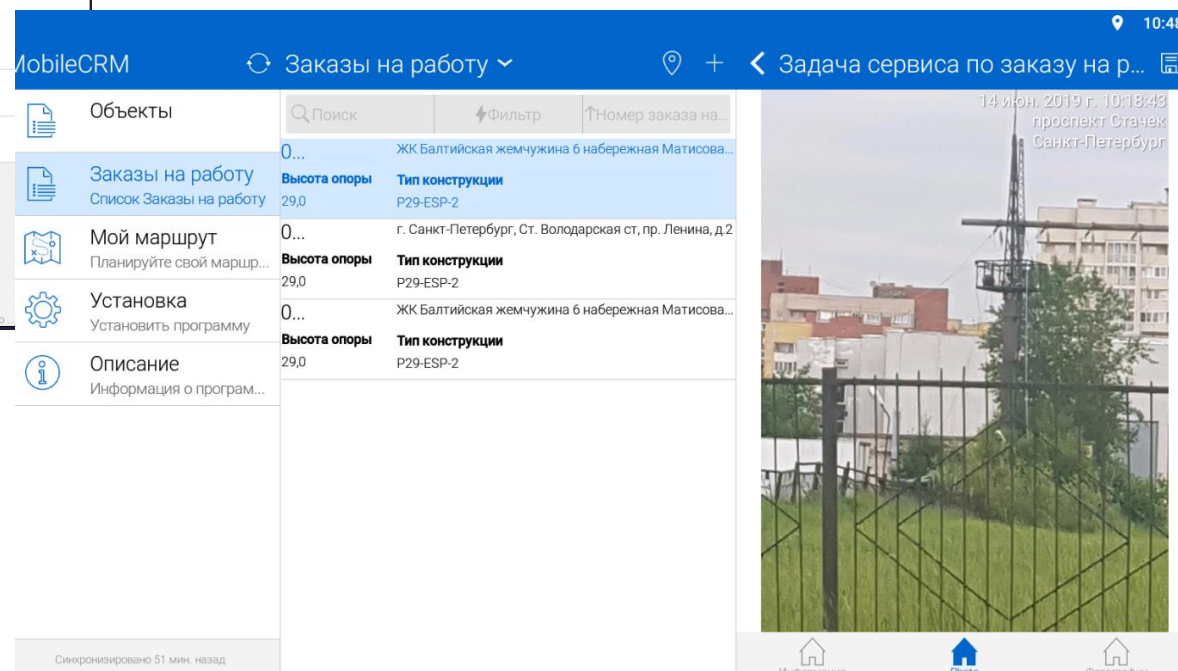 10:48
MobileCRM
Заказы на работу
Задача сервиса по заказу на р...
Объекты
Заказы на работу
Список Заказы на работу
Мой маршрут
Планируйте свой маршр...
Установка
Установить программу
Описание
Информация о програм...
Синхронизировано 51 мин. назад
Поиск
Фильтр
↑Номер заказа на...
0...
ЖК Балтийская жемчужина 6 набережная Матисова...
Высота опоры
Тип конструкции
29,0
P29-ESP-2
0...
г. Санкт-Петербург, Ст. Володарская ст, пр. Ленина, д.2
Высота опоры
Тип конструкции
29,0
P29-ESP-2
0...
ЖК Балтийская жемчужина 6 набережная Матисова...
Высота опоры
Тип конструкции
29,0
P29-ESP-2
14 июн. 2019 г. 10:18:43
проспект Стачек
Санкт-Петербург